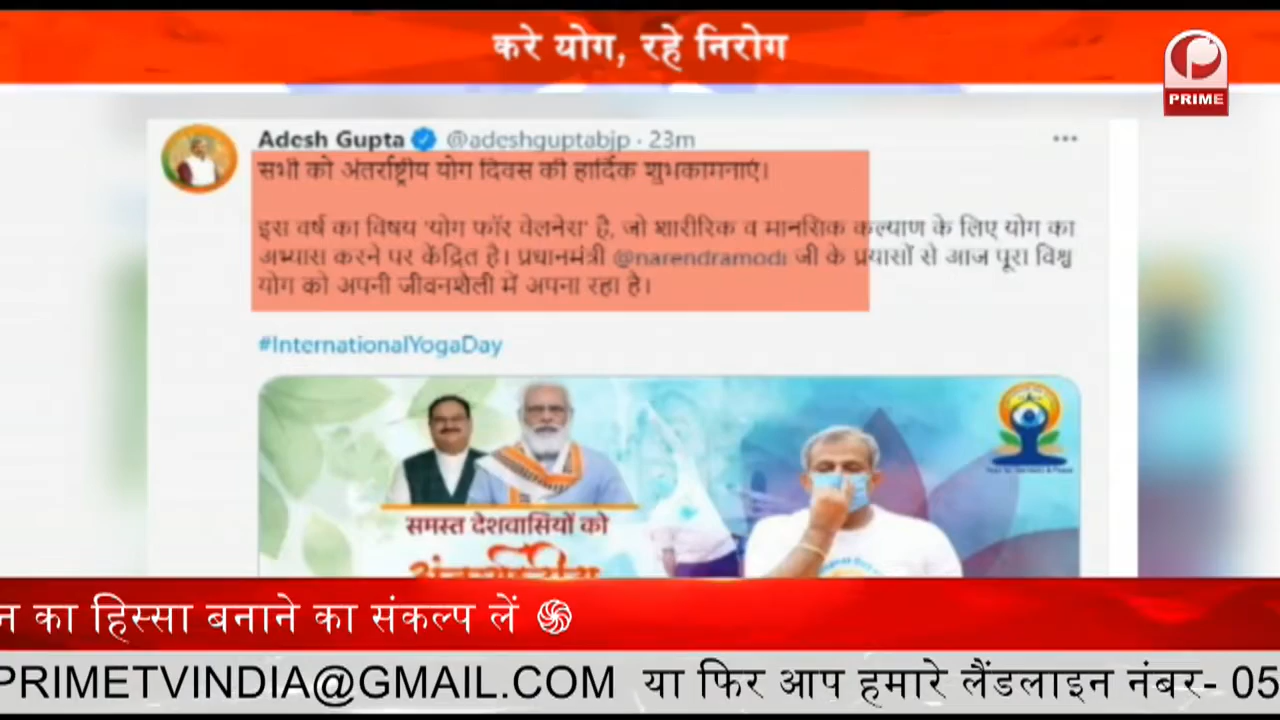 करे योग, रहे निरोग
PRIME
Adesh Gupta @adeshguptabjp · 23m
सभी को अंतर्राष्ट्रीय योग दिवस की हार्दिक शुभकामनाएं।
इस वर्ष का विषय 'योग फॉर वेलनेस' है, जो शारीरिक व मानसिक कल्याण के लिए योग का
अभ्यास करने पर केंद्रित है। प्रधानमंत्री @narendramodi जी के प्रयासों से आज पूरा विश्व
योग को अपनी जीवनशैली में अपना रहा है।
#InternationalYogaDay
समस्त देशवासियों को
अंतर्राष्ट्रीय
न का हिस्सा बनाने का संकल्प लें
PRIMETVINDIA@GMAIL.COM या फिर आप हमारे लैंडलाइन नंबर- 05